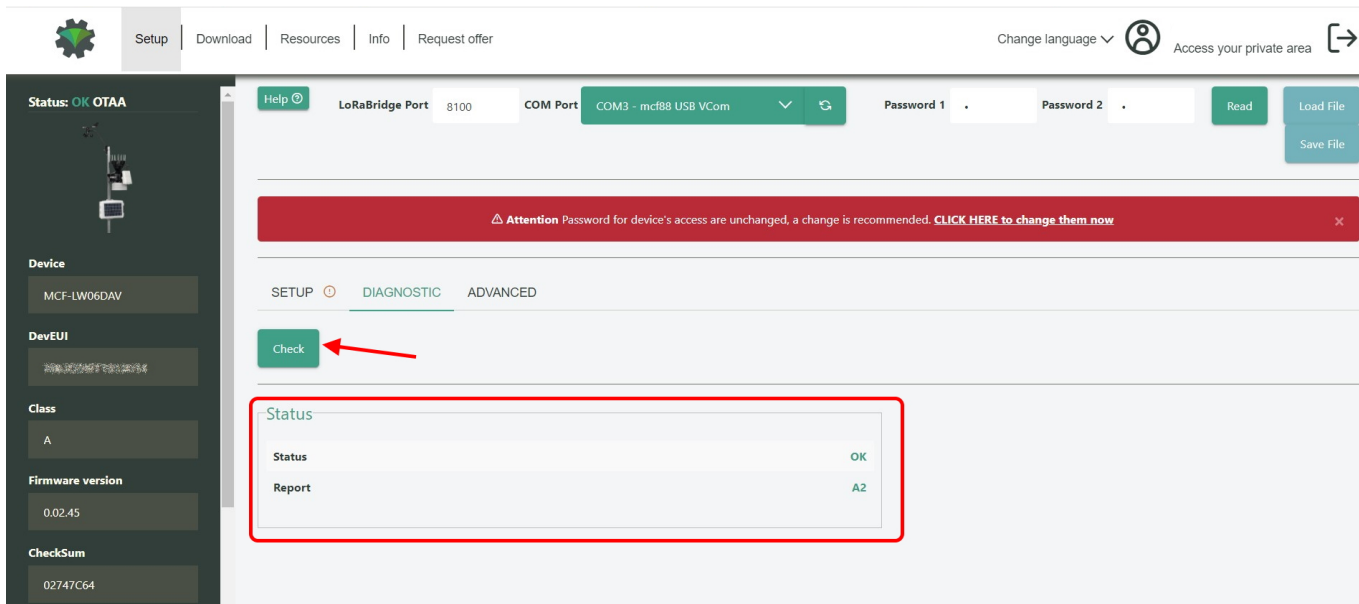 Setup Download Resources Info Request offer Change language Access your private area
Status: OK OTAA
Help LoRaBridge Port 8100 COM Port COM3 - mcf88 USB VCom Password 1 Password 2 Read Load File
Save File
Attention Password for device's access are unchanged, a change is recommended. CLICK HERE to change them now
Device
MCF-LW06DAV
SETUP DIAGNOSTIC ADVANCED
DevEUI
Check
Class
A
Status
Status OK
Report A2
Firmware version
0.02.45
CheckSum
02747C64